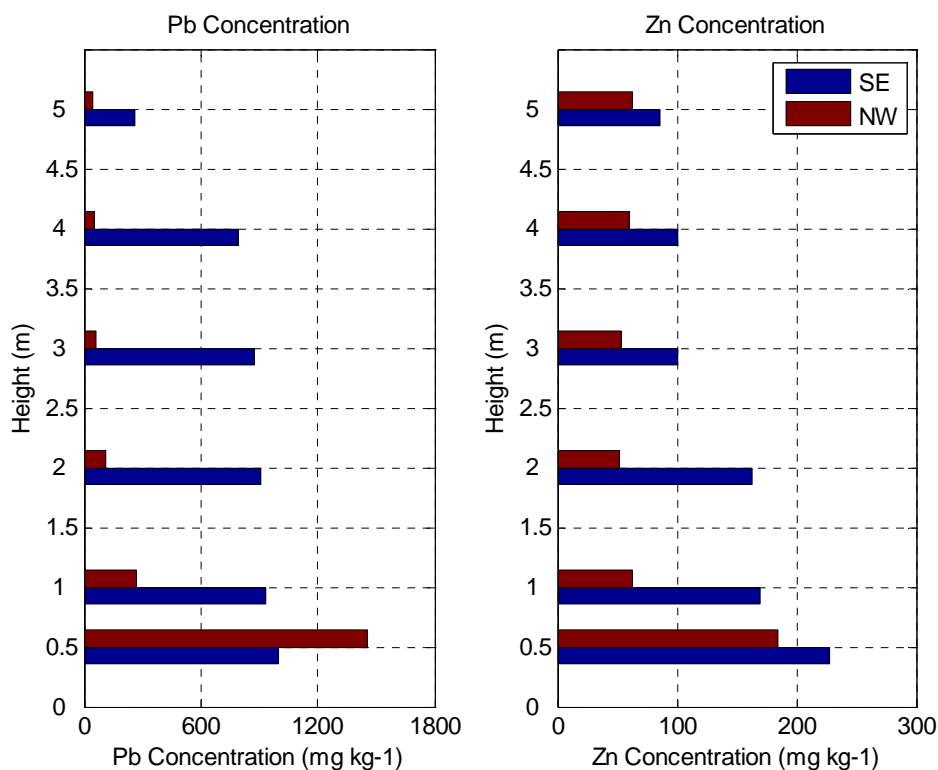 Pb Concentration
5
4.5
4
3.5
3
2.5
2
1.5
1
0.5
0
Height (m)
0 600 1200 1800
Pb Concentration (mg kg-1)
Zn Concentration
SE
NW
5
4.5
4
3.5
3
2.5
2
1.5
1
0.5
0
Height (m)
0 100 200 300
Zn Concentration (mg kg-1)